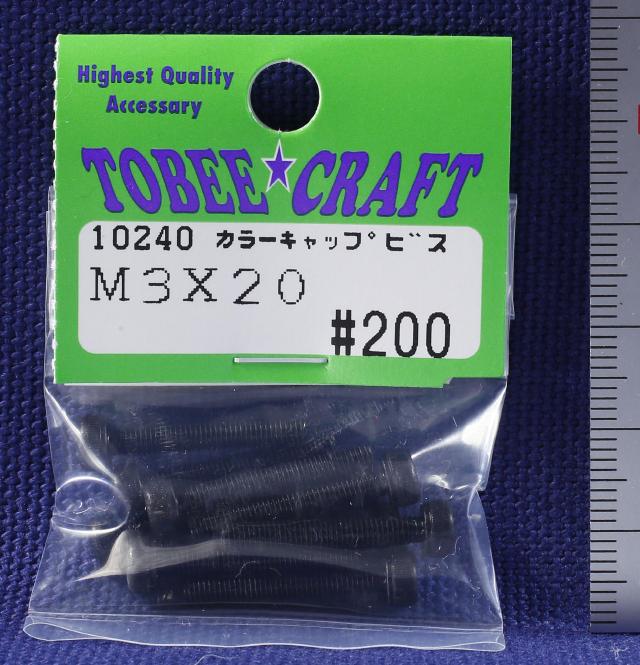 Highest Quality
Accessary
TOBEE★CRAFT
10240 カラーキャップビス
M3X20
#200